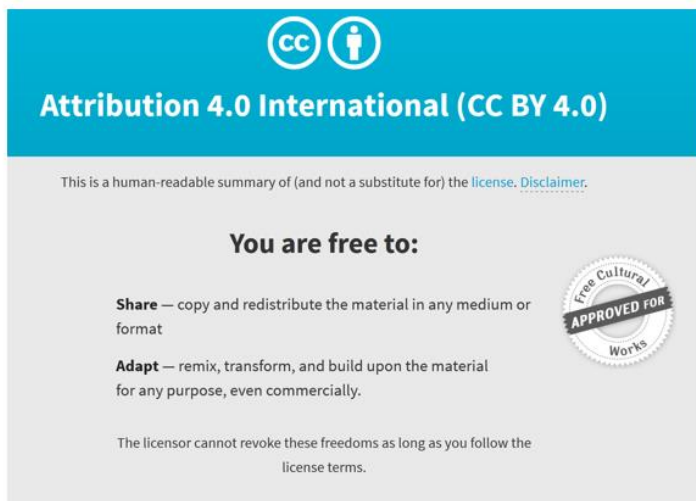 cc
Attribution 4.0 International (CC BY 4.0)
This is a human-readable summary of (and not a substitute for) the license. Disclaimer.
You are free to:
Share — copy and redistribute the material in any medium or
format
Adapt — remix, transform, and build upon the material
for any purpose, even commercially.
Free Cultural
APPROVED FOR
Works
The licensor cannot revoke these freedoms as long as you follow the
license terms.